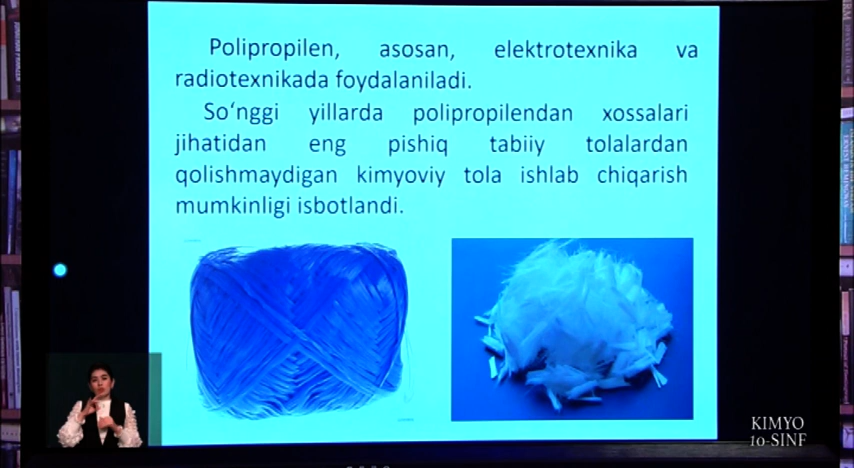 Polipropilen, asosan, elektrotexnika va
radiotexnikada foydalaniladi.
So‘nggi yillarda polipropilendan xossalari
jihatidan eng pishiq tabiiy tolalardan
qolishmaydigan kimyoviy tola ishlab chiqarish
mumkinligi isbotlandi.
KIMYO
10-SINF